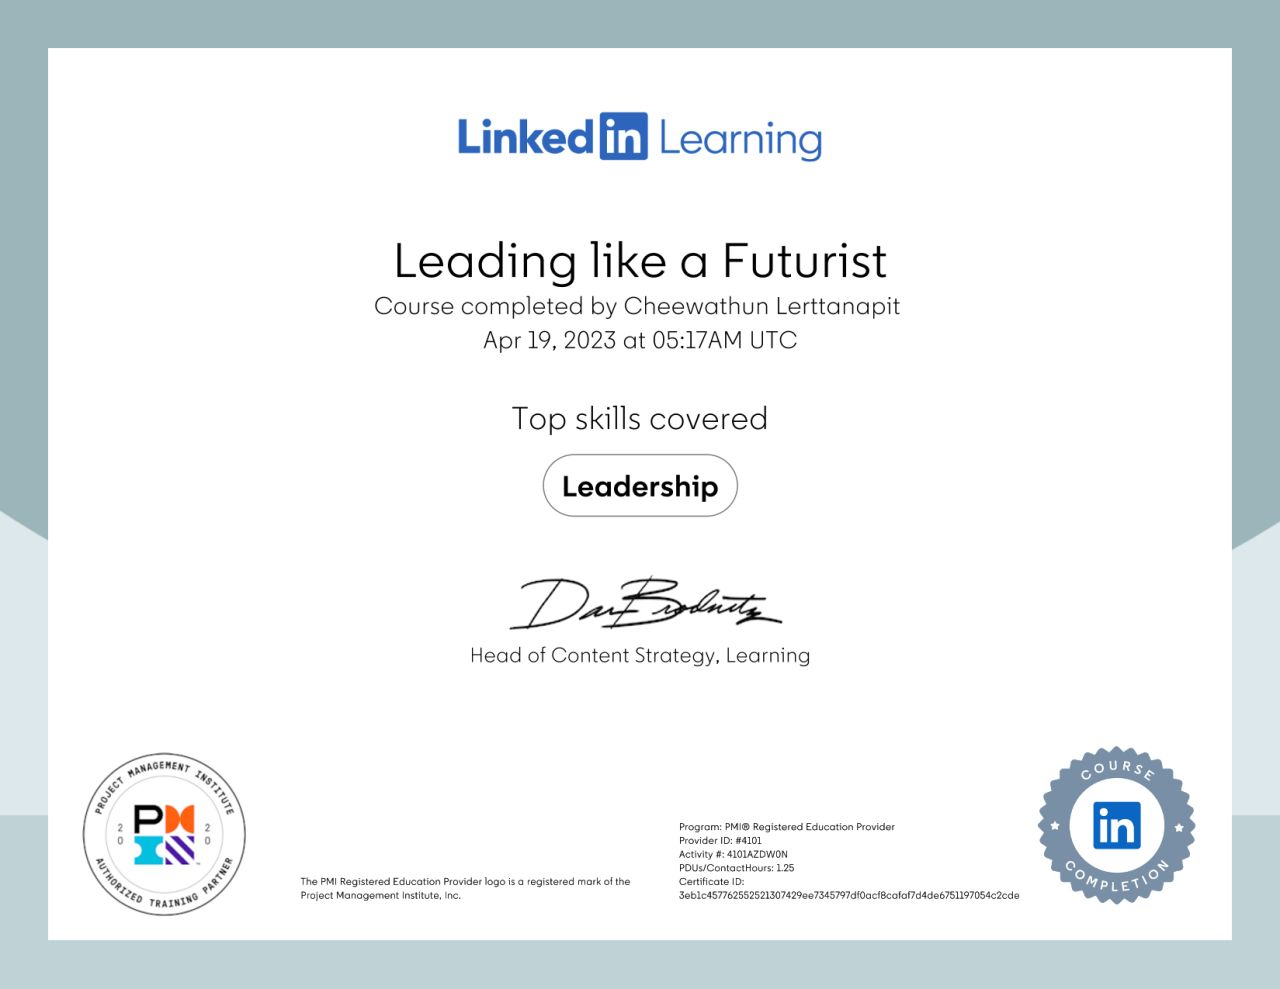 Linked in Learning
Leading like a Futurist
Course completed by Cheewathun Lerttanapit
Apr 19, 2023 at 05:17AM UTC
Top skills covered
Leadership
Dan Brodnitz
Head of Content Strategy, Learning
PROJECT MANAGEMENT INSTITUTE
PM
20 20
AUTHORIZED TRAINING PARTNER
The PMI Registered Education Provider logo is a registered mark of the
Project Management Institute, Inc.
Program: PMI® Registered Education Provider
Provider ID: #4101
Activity #: 4101AZDW0N
PDUs/ContactHours: 1.25
Certificate ID:
3eb1c457762552521307429ee7345797df0acf8cafaf7d4de6751197054c2cde
COURSE
in
COMPLETION